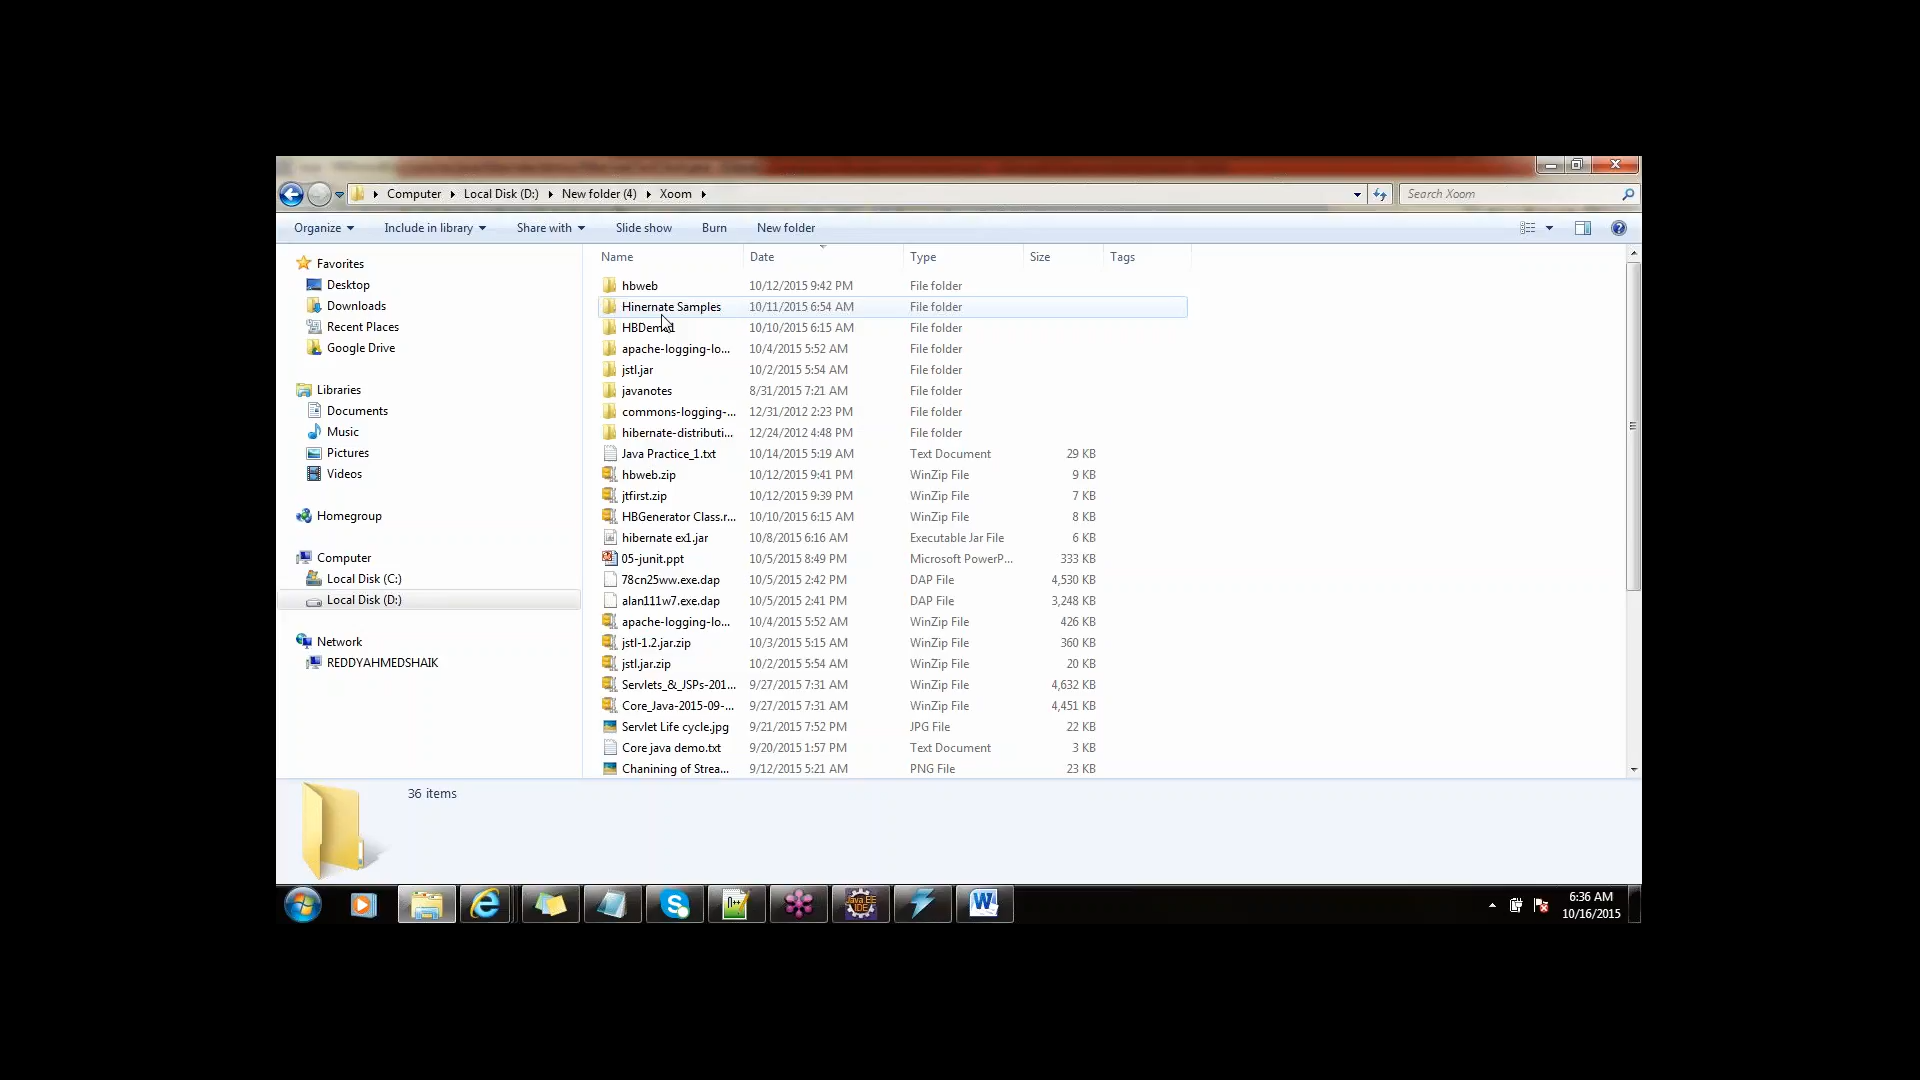 Computer Local Disk (D:) New folder (4) Xoom Search Xoom
Organize Include in library Share with Slide show Burn New folder
Favorites
Desktop
Downloads
Recent Places
Google Drive
Libraries
Documents
Music
Pictures
Videos
Homegroup
Computer
Local Disk (C:)
Local Disk (D:)
Network
REDDYAHMEDSHAIK
Name Date Type Size Tags
hbweb 10/12/2015 9:42 PM File folder
Hinernate Samples 10/11/2015 6:54 AM File folder
10/10/2015 6:15 AM File folder
apache-logging-lo... 10/4/2015 5:52 AM File folder
jstl.jar 10/2/2015 5:54 AM File folder
javanotes 8/31/2015 7:21 AM File folder
commons-logging-... 12/31/2012 2:23 PM File folder
hibernate-distributi... 12/24/2012 4:48 PM File folder
Java Practice_1.txt 10/14/2015 5:19 AM Text Document 29 KB
hbweb.zip 10/12/2015 9:41 PM WinZip File 9 KB
jtfirst.zip 10/12/2015 9:39 PM WinZip File 7 KB
HBGenerator Class.r... 10/10/2015 6:15 AM WinZip File 8 KB
hibernate ex1.jar 10/8/2015 6:16 AM Executable Jar File 6 KB
05-junit.ppt 10/5/2015 8:49 PM Microsoft PowerP... 333 KB
78cn25ww.exe.dap 10/5/2015 2:42 PM DAP File 4,530 KB
alan111w7.exe.dap 10/5/2015 2:41 PM DAP File 3,248 KB
apache-logging-lo... 10/4/2015 5:52 AM WinZip File 426 KB
jstl-1.2.jar.zip 10/3/2015 5:15 AM WinZip File 360 KB
jstl.jar.zip 10/2/2015 5:54 AM WinZip File 20 KB
Servlets_&_JSPs-201... 9/27/2015 7:31 AM WinZip File 4,632 KB
Core_Java-2015-09-... 9/27/2015 7:31 AM WinZip File 4,451 KB
Servlet Life cycle.jpg 9/21/2015 7:52 PM JPG File 22 KB
Core java demo.txt 9/20/2015 1:57 PM Text Document 3 KB
Chanining of Strea... 9/12/2015 5:21 AM PNG File 23 KB
36 items
Java EE
IDE
6:36 AM
10/16/2015